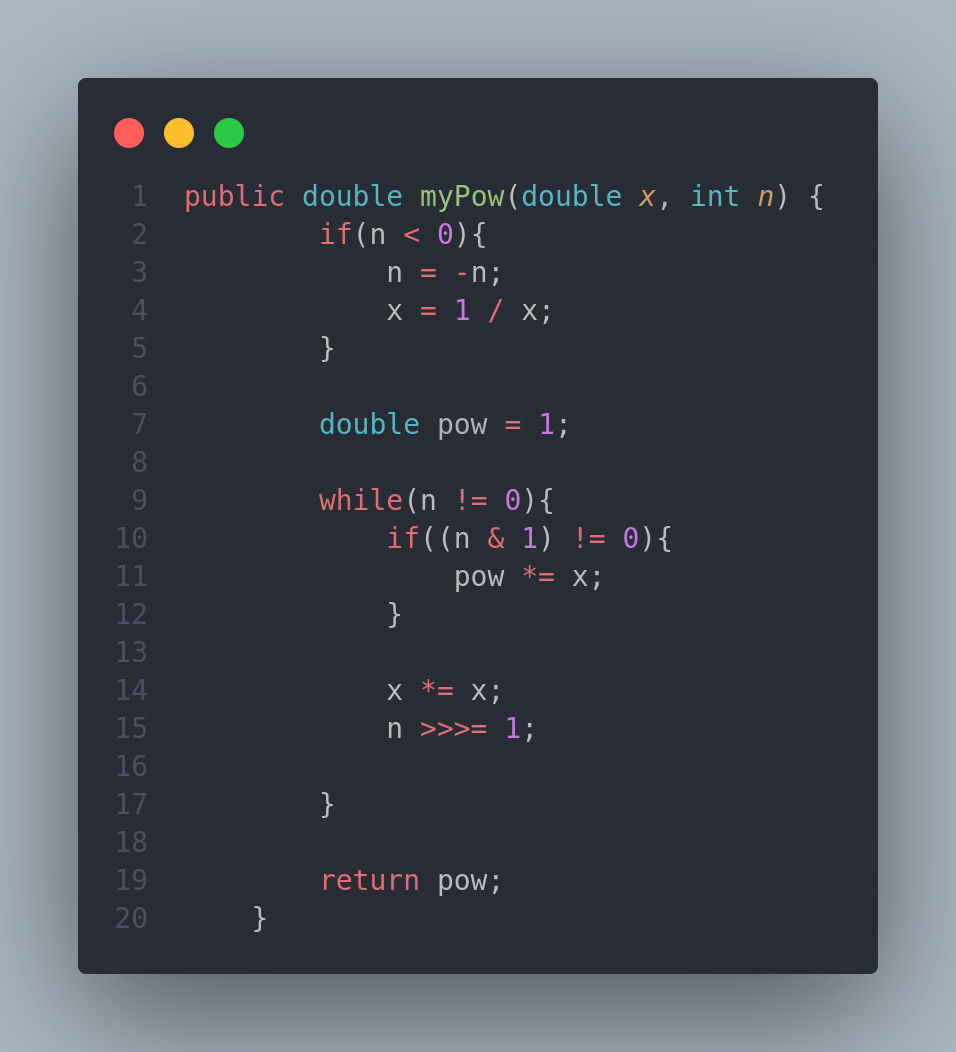 1 public double myPow(double x, int n) {
2         if(n < 0){
3             n = -n;
4             x = 1 / x;
5         }
6
7         double pow = 1;
8
9         while(n != 0){
10             if((n & 1) != 0){
11                 pow *= x;
12             }
13
14             x *= x;
15             n >>>= 1;
16
17         }
18
19         return pow;
20     }